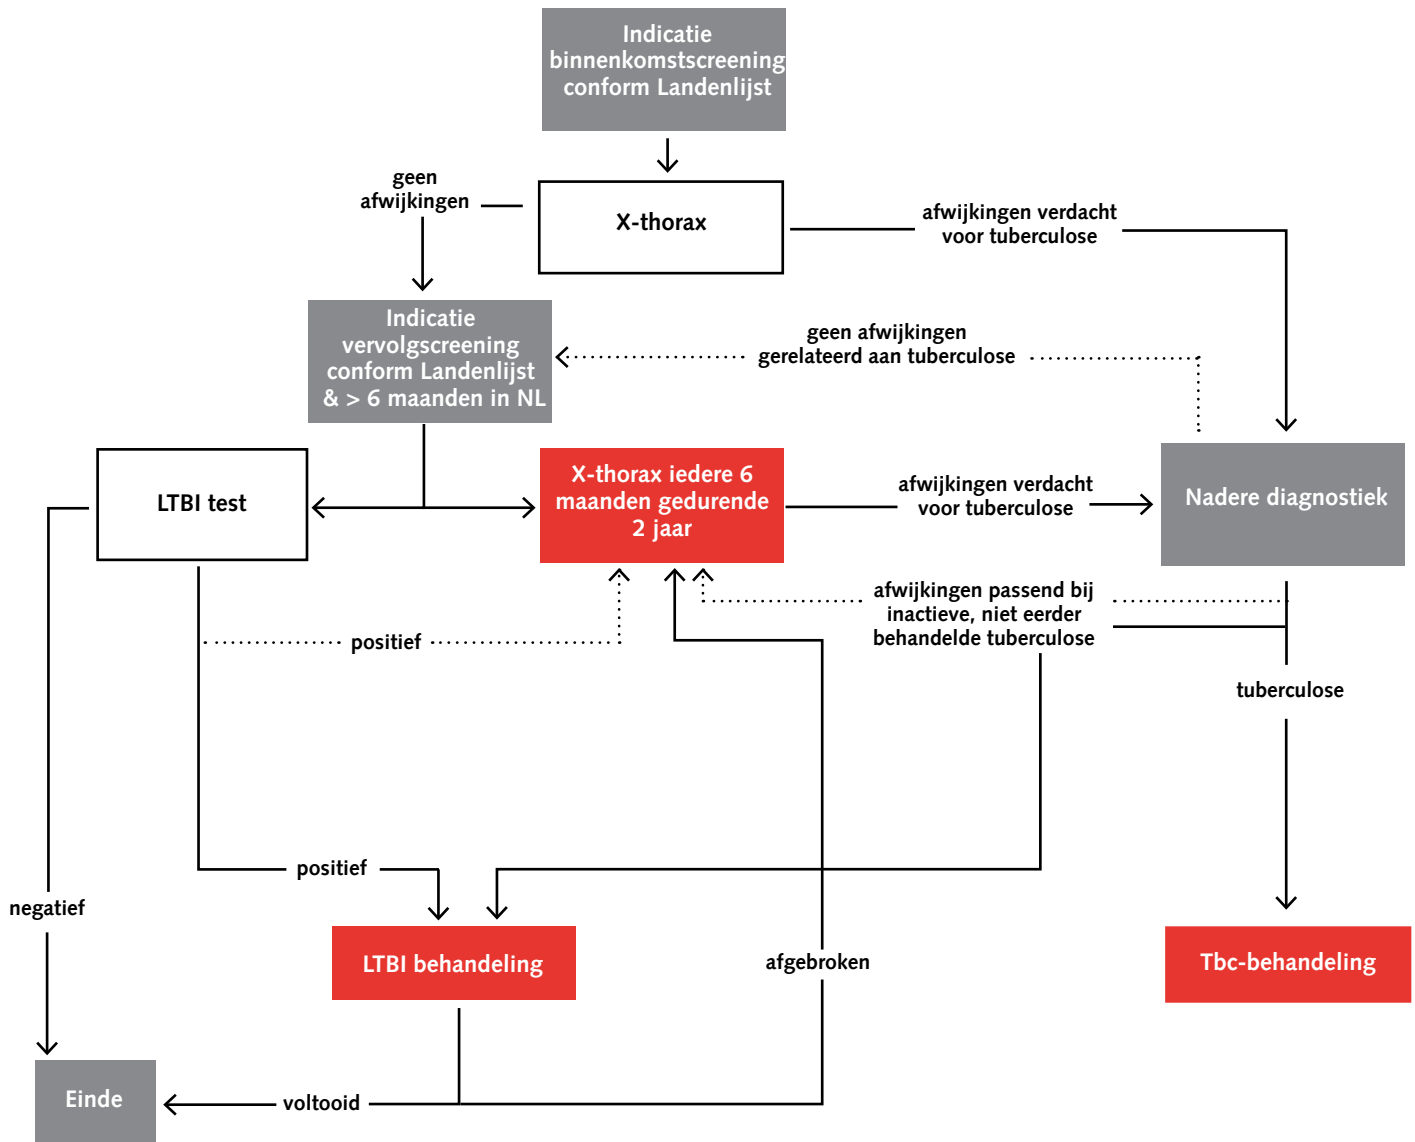 Indicatie
binnenkomstscreening
conform Landenlijst
geen
afwijkingen
X-thorax
afwijkingen verdacht
voor tuberculose
Indicatie
vervolgscreening
conform Landenlijst
& > 6 maanden in NL
geen afwijkingen
gerelateerd aan tuberculose
LTBI test
X-thorax iedere 6
maanden gedurende
2 jaar
afwijkingen verdacht
voor tuberculose
Nadere diagnostiek
positief
afwijkingen passend bij
inactieve, niet eerder
behandelde tuberculose
tuberculose
positief
negatief
LTBI behandeling
afgebroken
Tbc-behandeling
Einde
voltooid